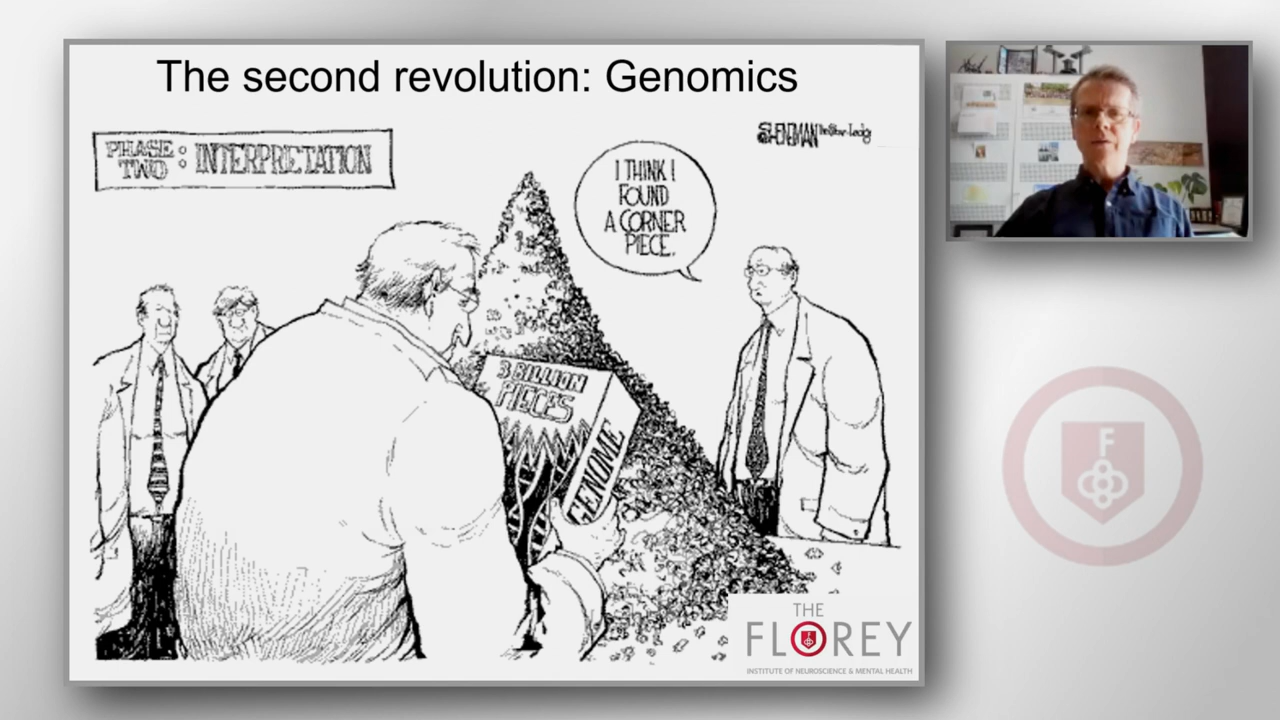 The second revolution: Genomics
PHASE TWO : INTERPRETATION
I THINK I
FOUND
A CORNER
PIECE.
3 BILLION
PIECES
GENOME
THE
FLOREY
INSTITUTE OF NEUROSCIENCE & MENTAL HEALTH
F